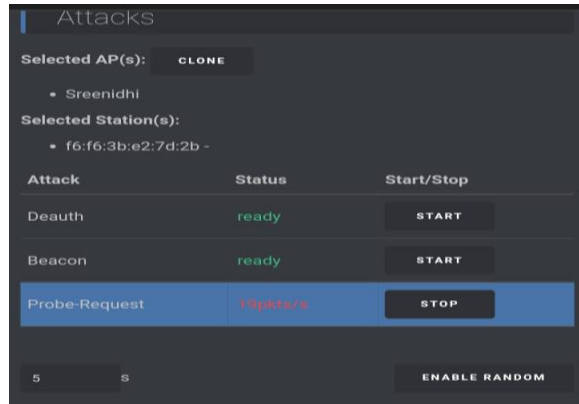 Attacks
Selected AP(s): CLONE
• Sreenidhi
Selected Station(s):
• f6:f6:3b:e2:7d:2b -
Attack Status Start/Stop
Deauth ready START
Beacon ready START
Probe-Request 19pkts/s STOP
5 s ENABLE RANDOM